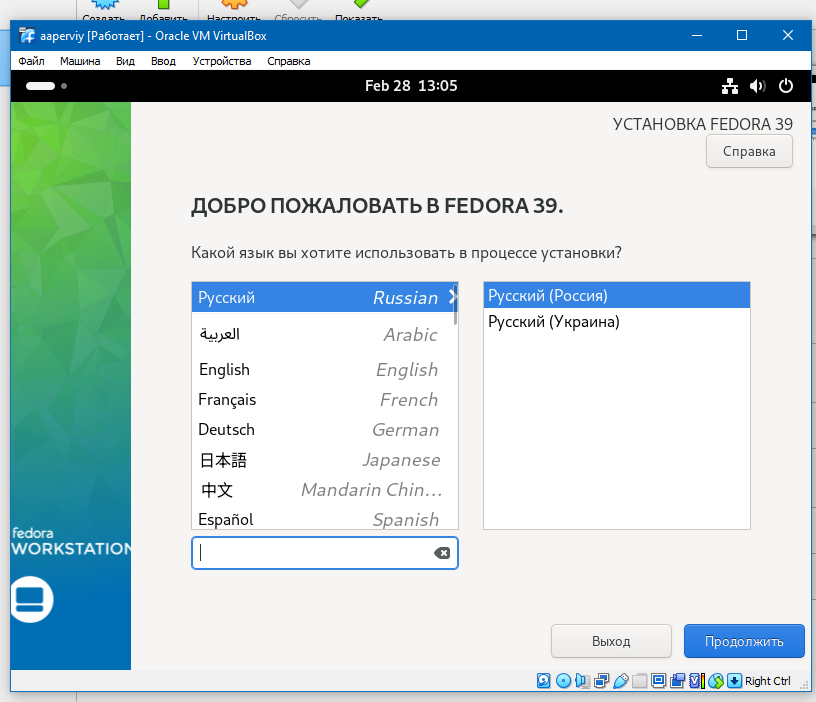 Создать Добавить Настроить Сбросить Показать
aaperviy [Работает] - Oracle VM VirtualBox
Файл Машина Вид Ввод Устройства Справка
Feb 28 13:05
УСТАНОВКА FEDORA 39
Справка
ДОБРО ПОЖАЛОВАТЬ В FEDORA 39.
Какой язык вы хотите использовать в процессе установки?
Русский Russian
العربية Arabic
English English
Français French
Deutsch German
日本語 Japanese
中文 Mandarin Chin...
Español Spanish
Русский (Россия)
Русский (Украина)
fedora
WORKSTATION
Выход Продолжить
Right Ctrl